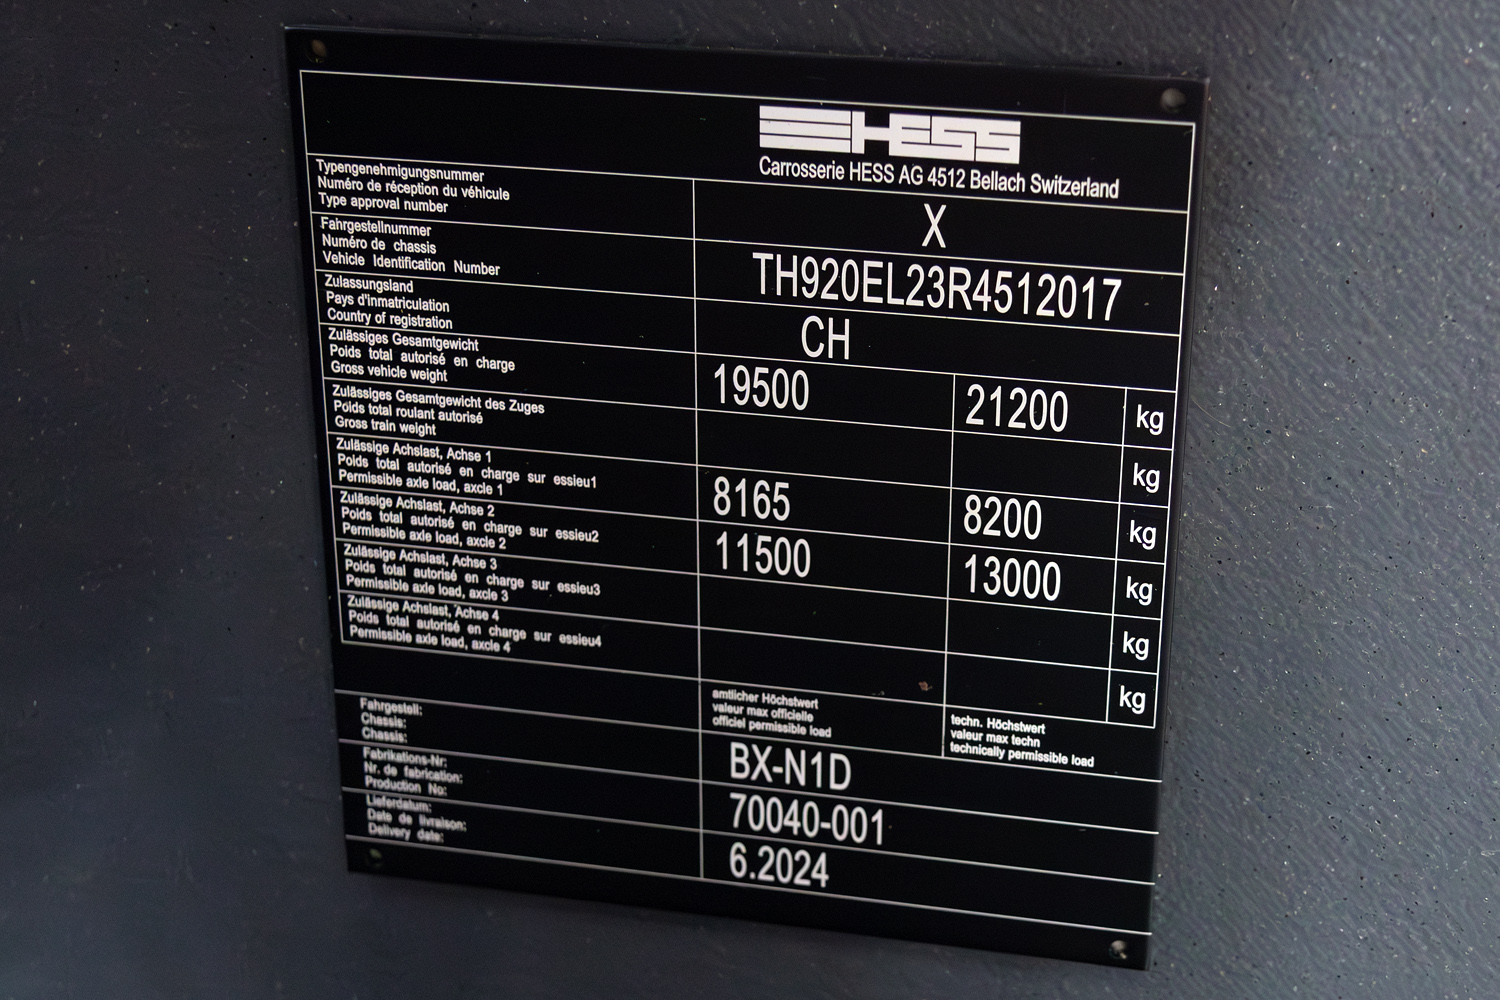 HESS
Carrosserie HESS AG 4512 Bellach Switzerland
Typengenehmigungsnummer
Numéro de réception du véhicule
Type approval number
X
Fahrgestellnummer
Numéro de chassis
Vehicle Identification Number
TH920EL23R4512017
Zulassungsland
Pays d'inmatriculation
Country of registration
CH
Zulässiges Gesamtgewicht
Poids total autorisé en charge
Gross vehicle weight
19500 21200 kg
Zulässiges Gesamtgewicht des Zuges
Poids total roulant autorisé
Gross train weight
kg
Zulässige Achslast, Achse 1
Poids total autorisé en charge sur essieu1
Permissible axle load, axcle 1
8165 8200 kg
Zulässige Achslast, Achse 2
Poids total autorisé en charge sur essieu2
Permissible axle load, axcle 2
11500 13000 kg
Zulässige Achslast, Achse 3
Poids total autorisé en charge sur essieu3
Permissible axle load, axcle 3
kg
Zulässige Achslast, Achse 4
Poids total autorisé en charge sur essieu4
Permissible axle load, axcle 4
kg
amtlicher Höchstwert
valeur max officielle
officiel permissible load
techn. Höchstwert
valeur max techn
technically permissible load
Fahrgestell:
Chassis:
Chassis:
BX-N1D
Fabrikations-Nr:
Nr. de fabrication:
Production No:
70040-001
Lieferdatum:
Date de livraison:
Delivery date:
6.2024